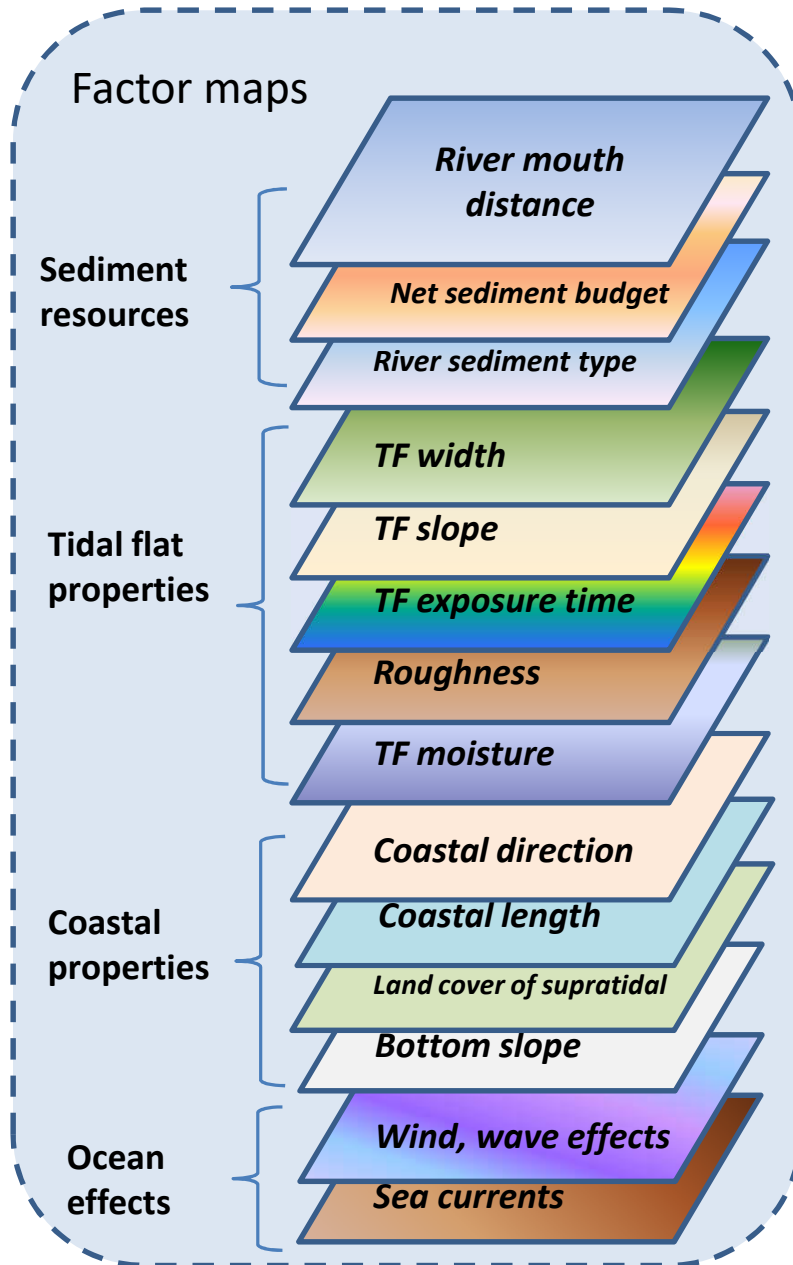 Factor maps
Sediment
resources
River mouth
distance
Net sediment budget
River sediment type
Tidal flat
properties
TF width
TF slope
TF exposure time
Roughness
TF moisture
Coastal
properties
Coastal direction
Coastal length
Land cover of supratidal
Bottom slope
Ocean
effects
Wind, wave effects
Sea currents